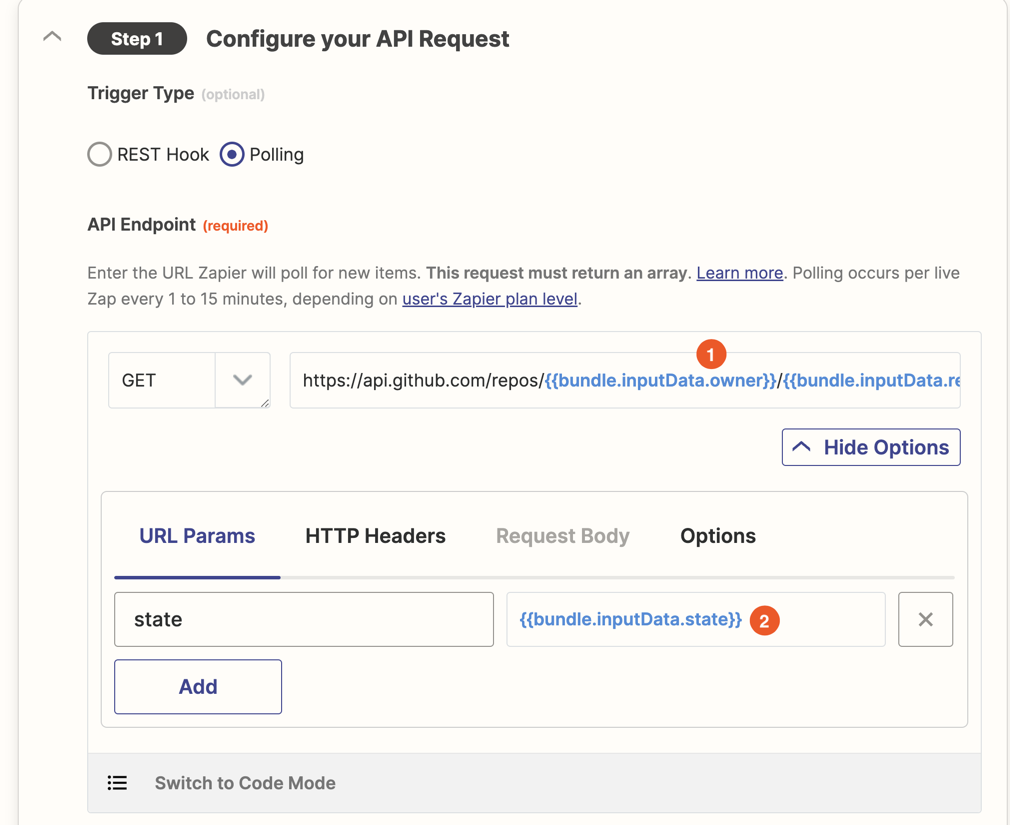 Step 1 Configure your API Request
Trigger Type (optional)
REST Hook Polling
API Endpoint (required)
Enter the URL Zapier will poll for new items. This request must return an array. Learn more. Polling occurs per live
Zap every 1 to 15 minutes, depending on user's Zapier plan level.
1
GET https://api.github.com/repos/{{bundle.inputData.owner}}/{{bundle.inputData.re
Hide Options
URL Params HTTP Headers Request Body Options
state {{bundle.inputData.state}} 2
Add
Switch to Code Mode